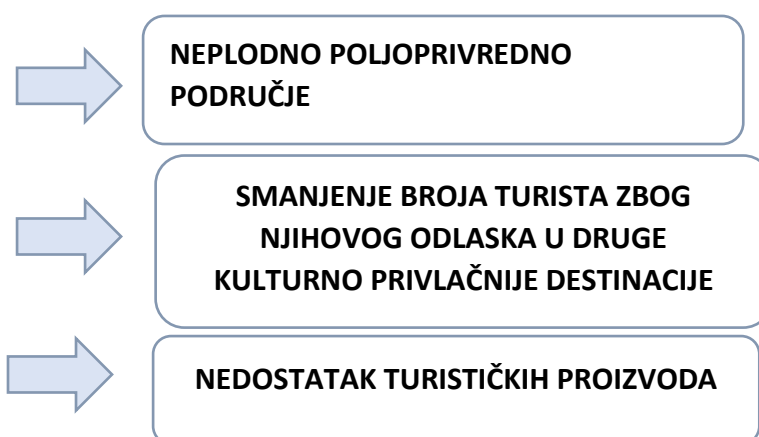 NEPLODNO POLJOPRIVREDNO
PODRUČJE
SMANJENJE BROJA TURISTA ZBOG
NJIHOVOG ODLASKA U DRUGE
KULTURNO PRIVLAČNIJE DESTINACIJE
NEDOSTATAK TURISTIČKIH PROIZVODA